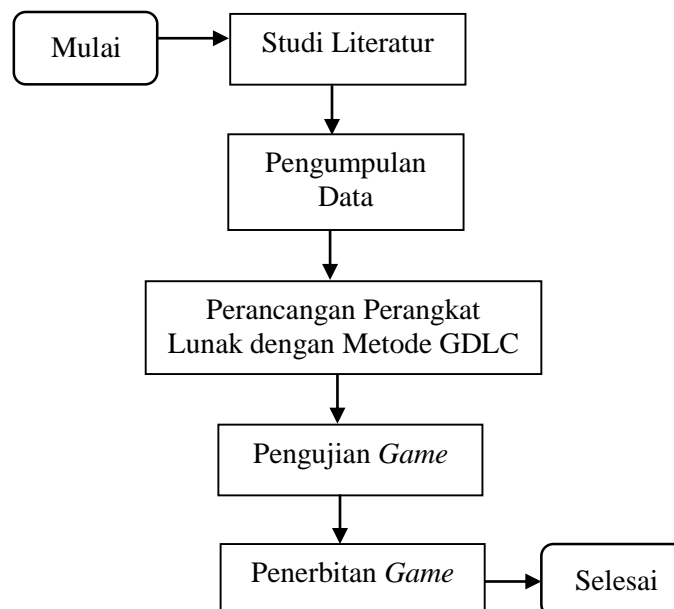 Mulai
Studi Literatur
Pengumpulan
Data
Perancangan Perangkat
Lunak dengan Metode GDLC
Pengujian Game
Penerbitan Game
Selesai